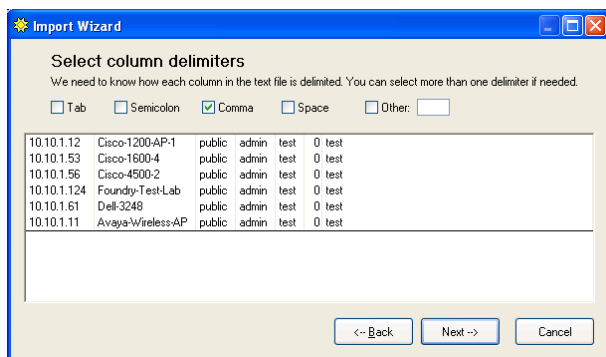 Import Wizard
Select column delimiters
We need to know how each column in the text file is delimited. You can select more than one delimiter if needed.
Tab Semicolon Comma Space Other:
10.10.1.12 Cisco-1200-AP-1 public admin test 0 test
10.10.1.53 Cisco-1600-4 public admin test 0 test
10.10.1.56 Cisco-4500-2 public admin test 0 test
10.10.1.124 Foundry-Test-Lab public admin test 0 test
10.10.1.61 Dell-3248 public admin test 0 test
10.10.1.11 Avaya-Wireless-AP public admin test 0 test
<-- Back Next --> Cancel